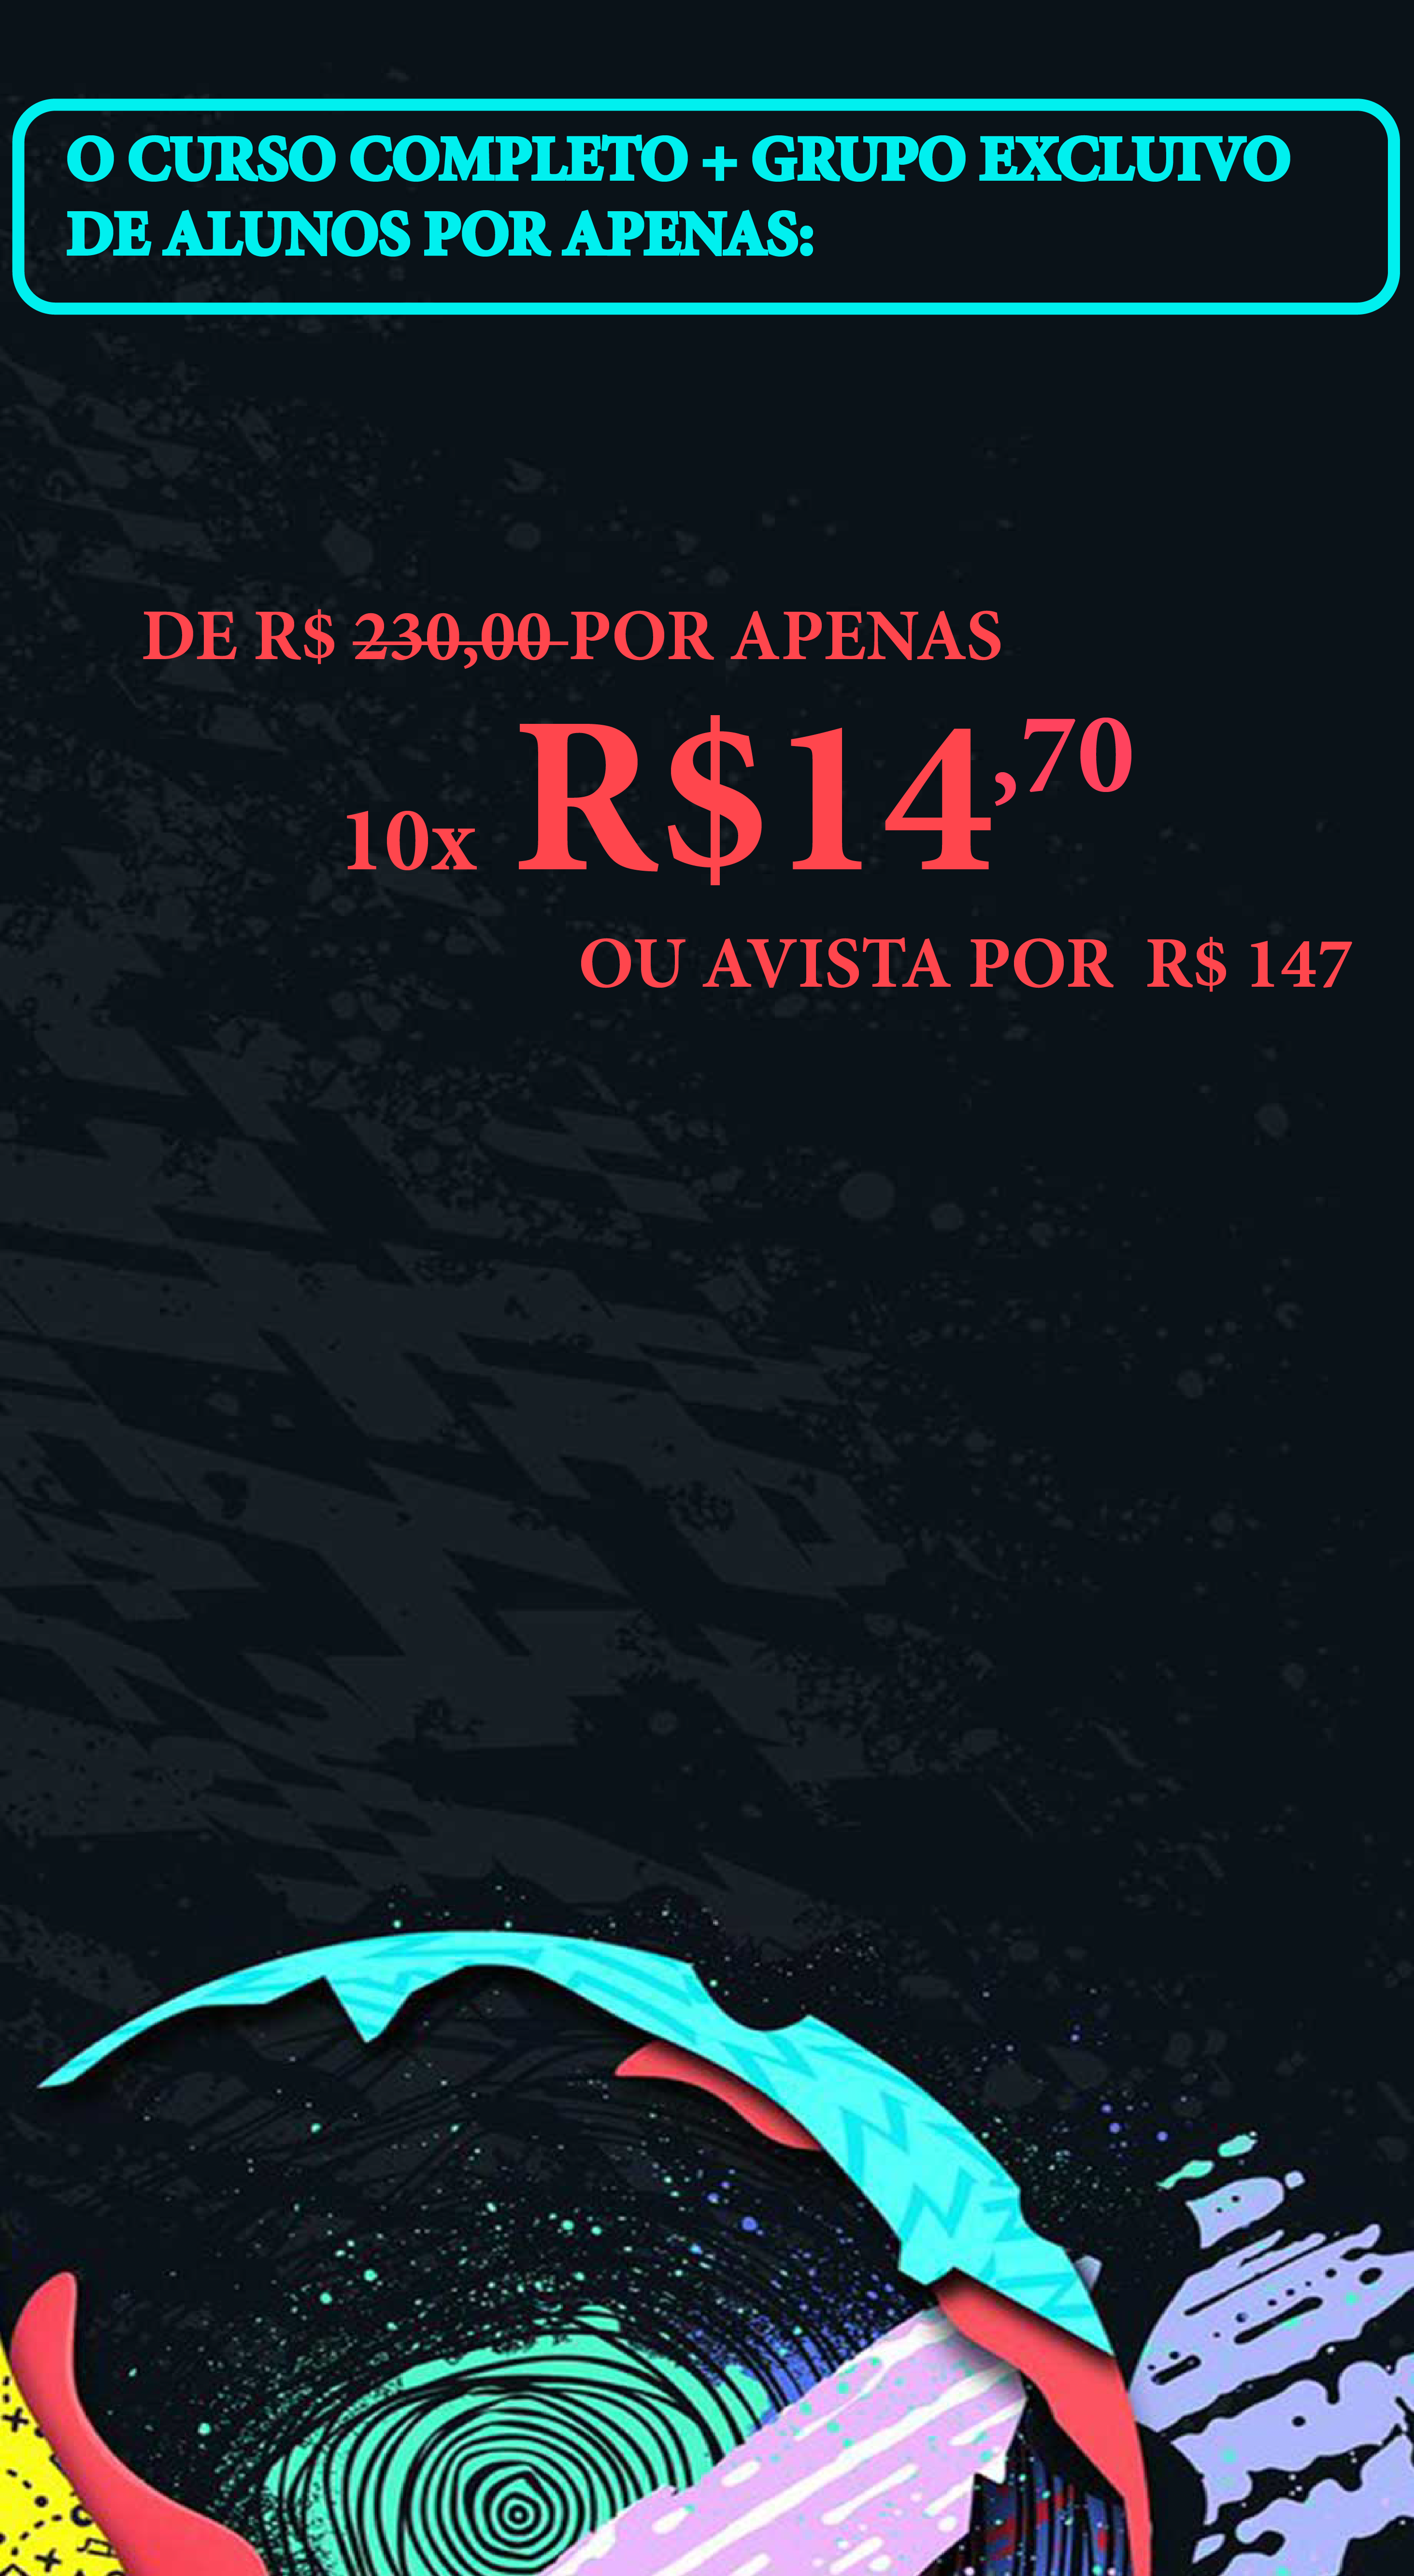 O CURSO COMPLETO + GRUPO EXCLUIVO
DE ALUNOS POR APENAS:
DE R$ 230,00 POR APENAS
10x R$14,70
OU AVISTA POR R$ 147